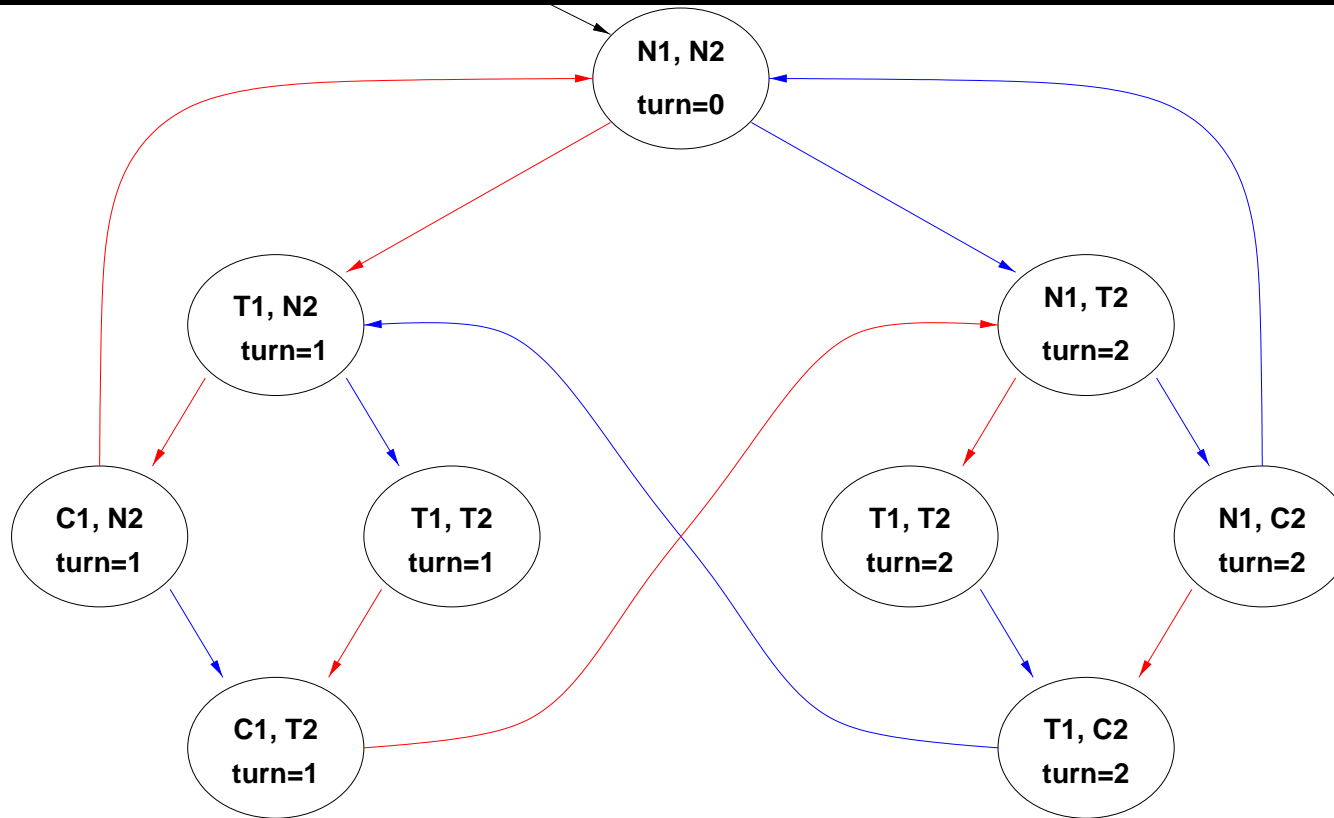 N1, N2
turn=0
T1, N2
turn=1
N1, T2
turn=2
C1, N2
turn=1
T1, T2
turn=1
T1, T2
turn=2
N1, C2
turn=2
C1, T2
turn=1
T1, C2
turn=2